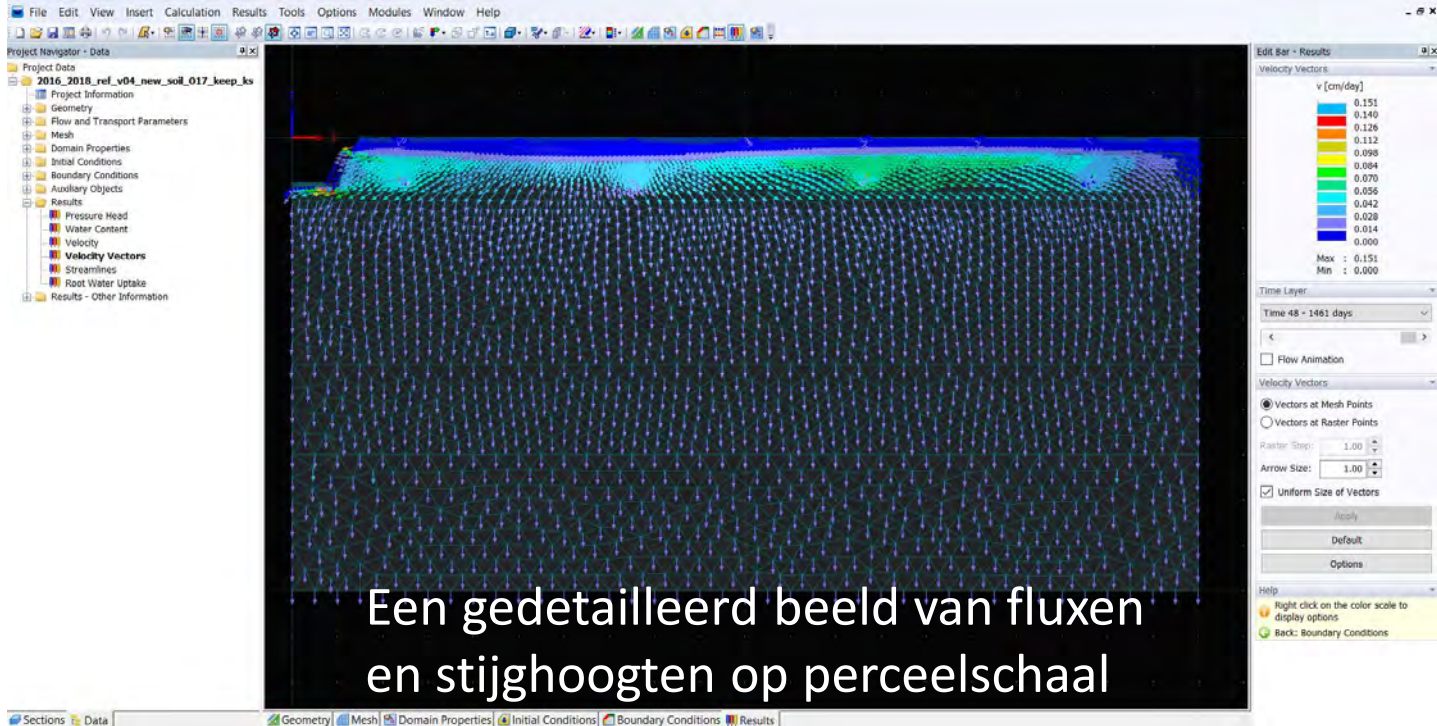 File Edit View Insert Calculation Results Tools Options Modules Window Help
Project Navigator - Data
Project Data
2016_2018_ref_v04_new_soil_017_keep_ks
Project Information
Geometry
Flow and Transport Parameters
Mesh
Domain Properties
Initial Conditions
Boundary Conditions
Auxiliary Objects
Results
Pressure Head
Water Content
Velocity
Velocity Vectors
Streamlines
Root Water Uptake
Results - Other Information
Een gedetailleerd beeld van fluxen
en stijghoogten op perceelschaal
Edit Bar - Results
Velocity Vectors
v [cm/day]
0.151
0.140
0.126
0.112
0.098
0.084
0.070
0.056
0.042
0.028
0.014
0.000
Max : 0.151
Min : 0.000
Time Layer
Time 48 - 1461 days
Flow Animation
Velocity Vectors
Vectors at Mesh Points
Vectors at Raster Points
Raster Step: 1.00
Arrow Size: 1.00
Uniform Size of Vectors
Apply
Default
Options
Help
Right click on the color scale to
display options
Back: Boundary Conditions
Sections Data
Geometry Mesh Domain Properties Initial Conditions Boundary Conditions Results